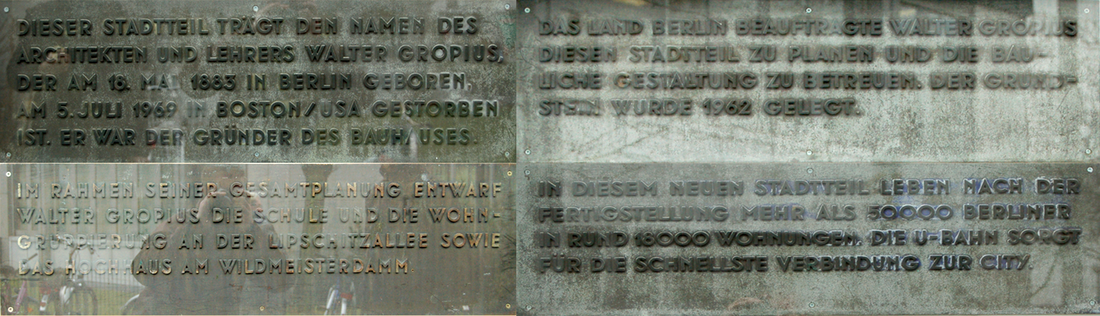 DIESER STADTTEIL TRÄGT DEN NAMEN DES
ARCHITEKTEN UND LEHRERS WALTER GROPIUS,
DER AM 18. MAI 1883 IN BERLIN GEBOREN,
AM 5. JULI 1969 IN BOSTON/USA GESTORBEN
IST. ER WAR DER GRÜNDER DES BAUHAUSES.
DAS LAND BERLIN BEAUFTRAGTE WALTER GROPIUS
DIESEN STADTTEIL ZU PLANEN UND DIE BAU-
LICHE GESTALTUNG ZU BETREUEN. DER GRUND-
STEIN WURDE 1962 GELEGT.
IM RAHMEN SEINER GESAMTPLANUNG ENTWARF
WALTER GROPIUS DIE SCHULE UND DIE WOHN-
GRUPPIERUNG AN DER LIPSCHITZALLEE SOWIE
DAS HOCHHAUS AM WILDMEISTERDAMM.
IN DIESEM NEUEN STADTTEIL LEBEN NACH DER
FERTIGSTELLUNG MEHR ALS 50000 BERLINER
IN RUND 16000 WOHNUNGEN. DIE U-BAHN SORGT
FÜR DIE SCHNELLSTE VERBINDUNG ZUR CITY.